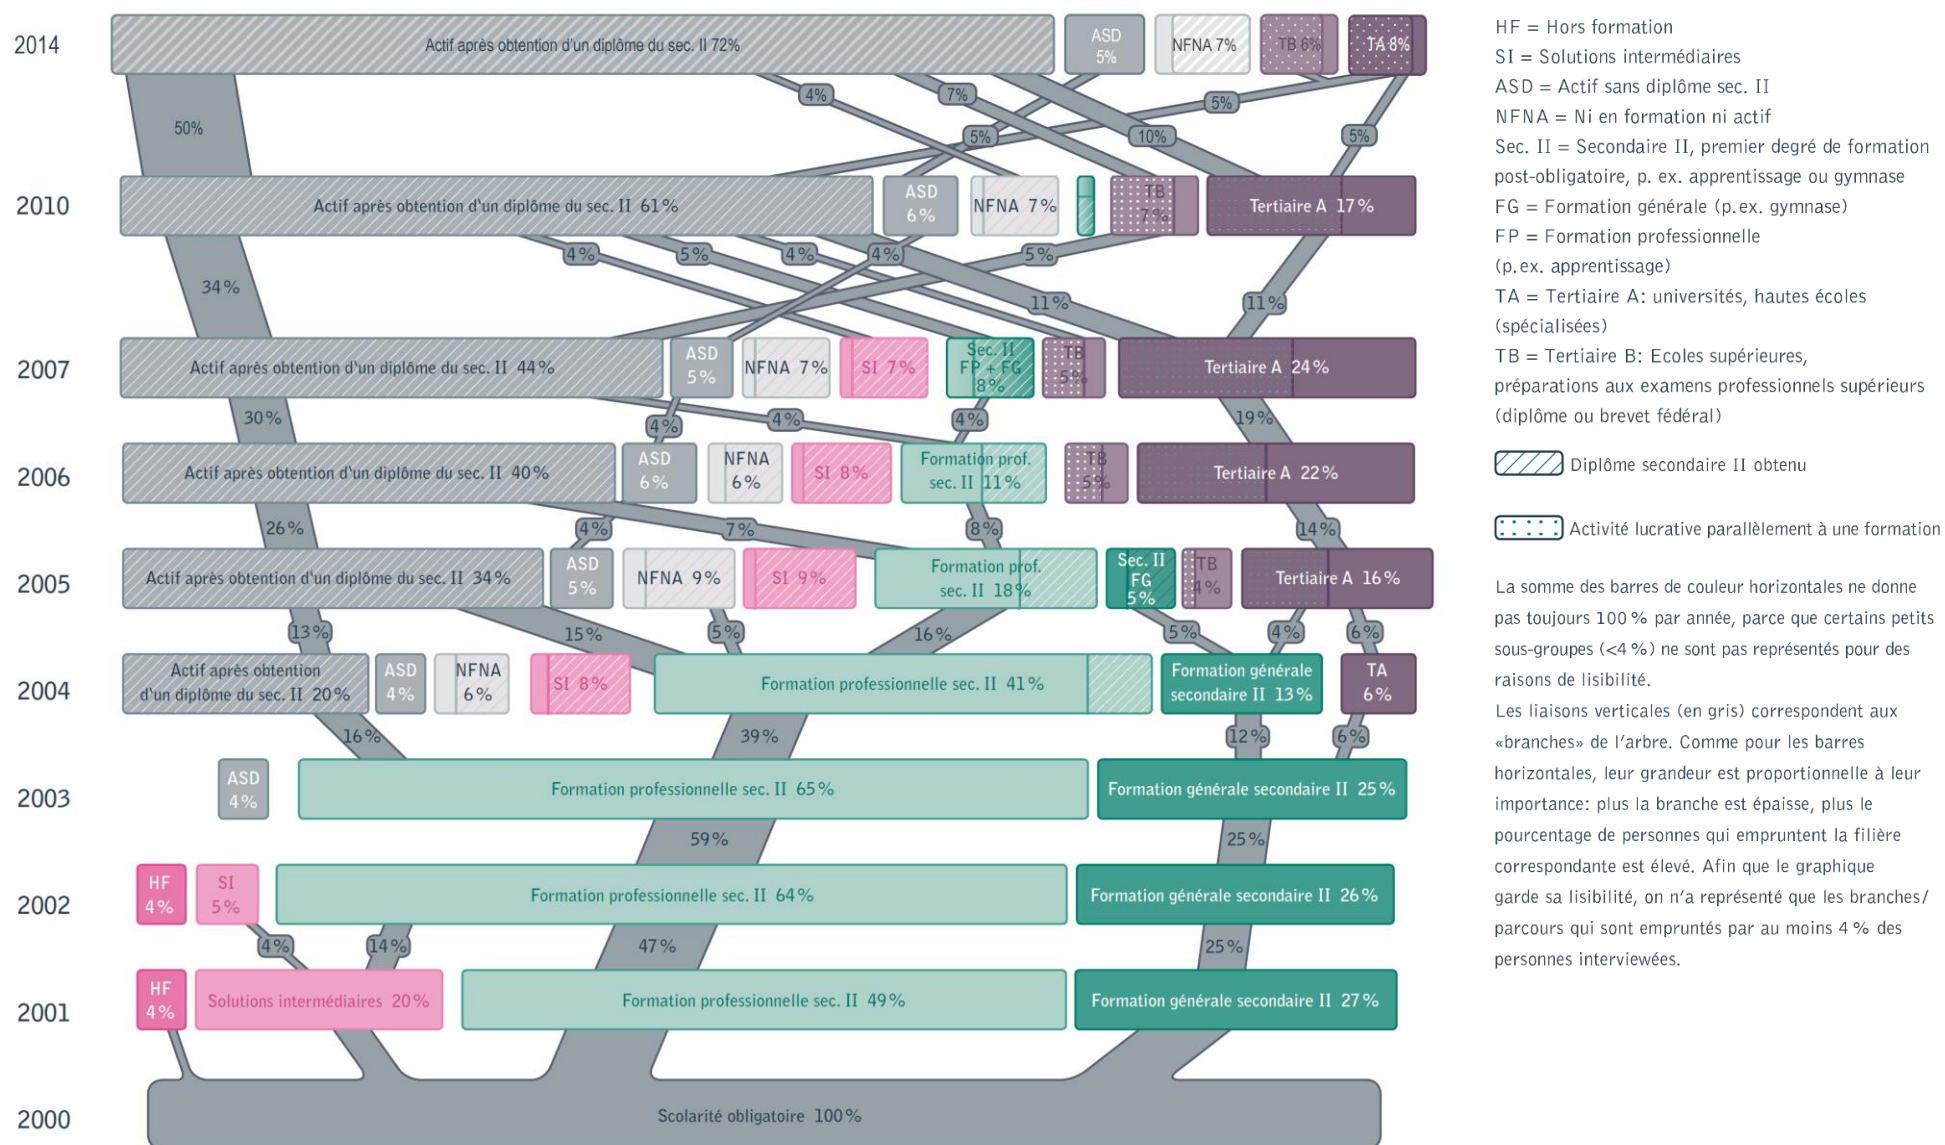 2014
Actif après obtention d'un diplôme du sec. II 72%
ASD
5%
NFNA 7%
TB 6%
TA 8%
50%
4%
7%
5%
5%
10%
5%
2010
Actif après obtention d'un diplôme du sec. II 61%
ASD
6%
NFNA 7%
TB
7%
Tertiaire A 17%
34%
4%
5%
4%
4%
5%
11%
11%
2007
Actif après obtention d'un diplôme du sec. II 44%
ASD
5%
NFNA 7%
SI 7%
Sec. II
FP + FG
8%
TB
5%
Tertiaire A 24%
30%
4%
4%
4%
19%
2006
Actif après obtention d'un diplôme du sec. II 40%
ASD
6%
NFNA
6%
SI 8%
Formation prof.
sec. II 11%
TB
5%
Tertiaire A 22%
26%
4%
7%
8%
14%
2005
Actif après obtention d'un diplôme du sec. II 34%
ASD
5%
NFNA 9%
SI 9%
Formation prof.
sec. II 18%
Sec. II
FG
5%
TB
4%
Tertiaire A 16%
13%
15%
5%
16%
5%
4%
6%
2004
Actif après obtention
d'un diplôme du sec. II 20%
ASD
4%
NFNA
6%
SI 8%
Formation professionnelle sec. II 41%
Formation générale
secondaire II 13%
TA
6%
16%
39%
12%
6%
2003
ASD
4%
Formation professionnelle sec. II 65%
Formation générale secondaire II 25%
59%
25%
2002
HF
4%
SI
5%
Formation professionnelle sec. II 64%
Formation générale secondaire II 26%
4%
14%
47%
25%
2001
HF
4%
Solutions intermédiaires 20%
Formation professionnelle sec. II 49%
Formation générale secondaire II 27%
2000
Scolarité obligatoire 100%
HF = Hors formation
SI = Solutions intermédiaires
ASD = Actif sans diplôme sec. II
NFNA = Ni en formation ni actif
Sec. II = Secondaire II, premier degré de formation
post-obligatoire, p. ex. apprentissage ou gymnase
FG = Formation générale (p.ex. gymnase)
FP = Formation professionnelle
(p.ex. apprentissage)
TA = Tertiaire A: universités, hautes écoles
(spécialisées)
TB = Tertiaire B: Ecoles supérieures,
préparations aux examens professionnels supérieurs
(diplôme ou brevet fédéral)
Diplôme secondaire II obtenu
Activité lucrative parallèlement à une formation
La somme des barres de couleur horizontales ne donne
pas toujours 100 % par année, parce que certains petits
sous-groupes (<4 %) ne sont pas représentés pour des
raisons de lisibilité.
Les liaisons verticales (en gris) correspondent aux
«branches» de l'arbre. Comme pour les barres
horizontales, leur grandeur est proportionnelle à leur
importance: plus la branche est épaisse, plus le
pourcentage de personnes qui empruntent la filière
correspondante est élevé. Afin que le graphique
garde sa lisibilité, on n'a représenté que les branches/
parcours qui sont empruntés par au moins 4 % des
personnes interviewées.